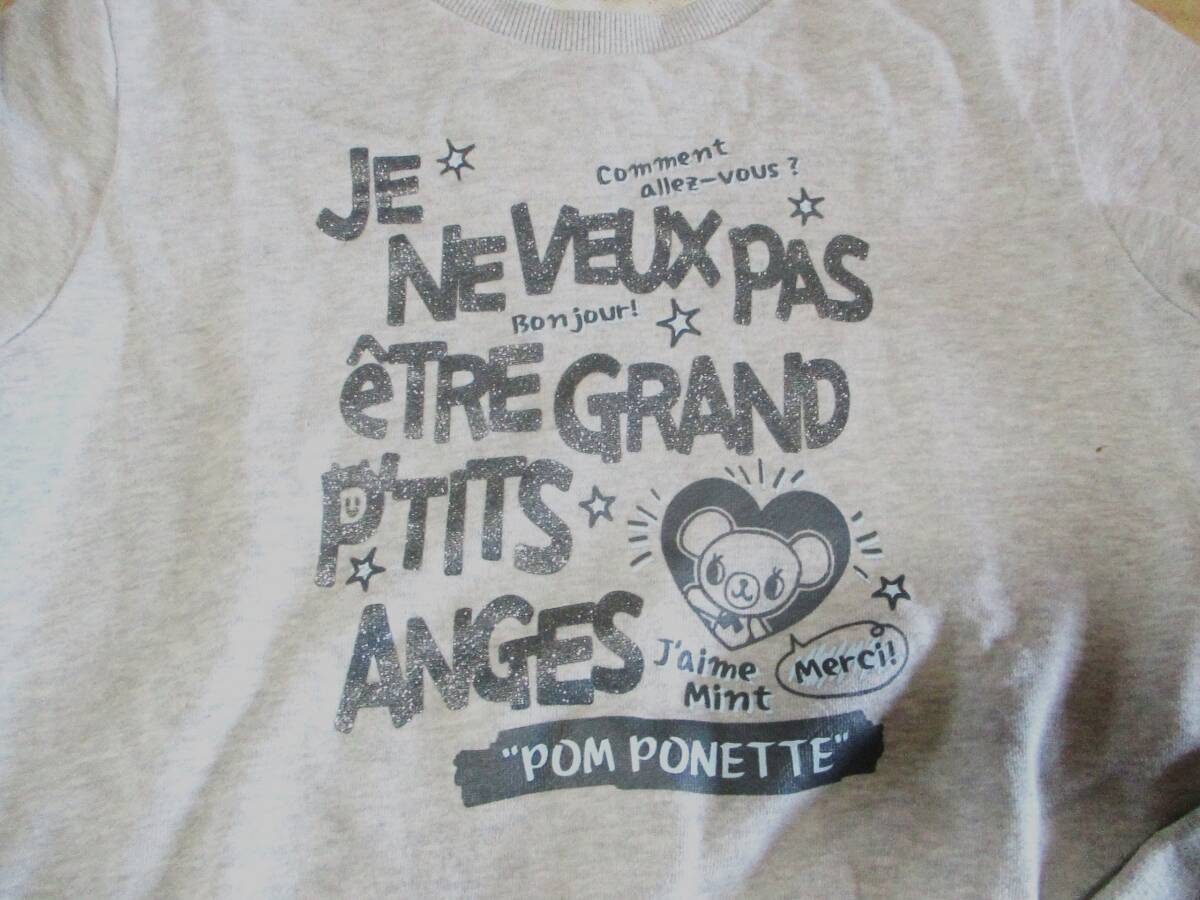 JE
Comment
allez-vous?
NE VEUX PAS
Bonjour!
êTRE GRAND
P'TITS
ANGES
J'aime
Mint
Merci!
"POM PONETTE"